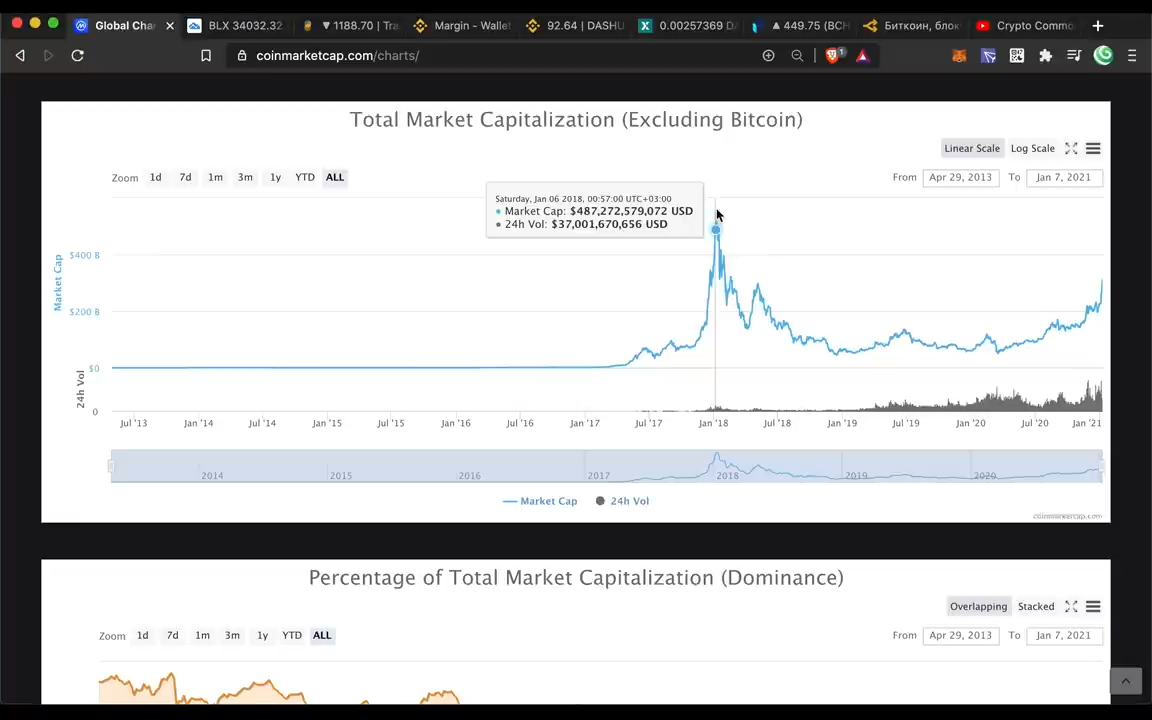 Global Cha
BLX 34032.32
▼1188.70 | Tra
Margin - Wallet
92.64 | DASHU
0.00257369 D
▲449.75 (BCH
Биткоин, блок
Crypto Commo
coinmarketcap.com/charts/
1
Total Market Capitalization (Excluding Bitcoin)
Linear Scale Log Scale
Zoom 1d 7d 1m 3m 1y YTD ALL
From Apr 29, 2013 To Jan 7, 2021
Saturday, Jan 06 2018, 00:57:00 UTC+03:00
Market Cap: $487,272,579,072 USD
24h Vol: $37,001,670,656 USD
Market Cap
$400 B
$200 B
$0
24h Vol
0
Jul '13 Jan '14 Jul '14 Jan '15 Jul '15 Jan '16 Jul '16 Jan '17 Jul '17 Jan '18 Jul '18 Jan '19 Jul '19 Jan '20 Jul '20 Jan '21
2014 2015 2016 2017 2018 2019 2020
Market Cap 24h Vol
coinmarketcap.com
Percentage of Total Market Capitalization (Dominance)
Overlapping Stacked
Zoom 1d 7d 1m 3m 1y YTD ALL
From Apr 29, 2013 To Jan 7, 2021